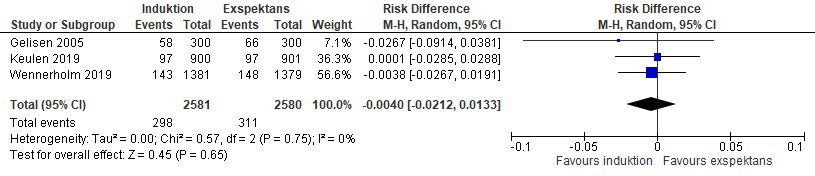 Induktion Ekspektans Risk Difference Risk Difference
Study or Subgroup Events Total Events Total Weight M-H, Random, 95% CI M-H, Random, 95% CI
Gelisen 2005 58 300 66 300 7.1% -0.0267 [-0.0914, 0.0381]
Keulen 2019 97 900 97 901 36.3% 0.0001 [-0.0285, 0.0288]
Wennerholm 2019 143 1381 148 1379 56.6% -0.0038 [-0.0267, 0.0191]
Total (95% CI) 2581 2580 100.0% -0.0040 [-0.0212, 0.0133]
Total events 298 311
Heterogeneity: Tau² = 0.00; Chi² = 0.57, df = 2 (P = 0.75); I² = 0%
Test for overall effect: Z = 0.45 (P = 0.65)
-0.1 -0.05 0 0.05 0.1
Favours induktion Favours ekspektans